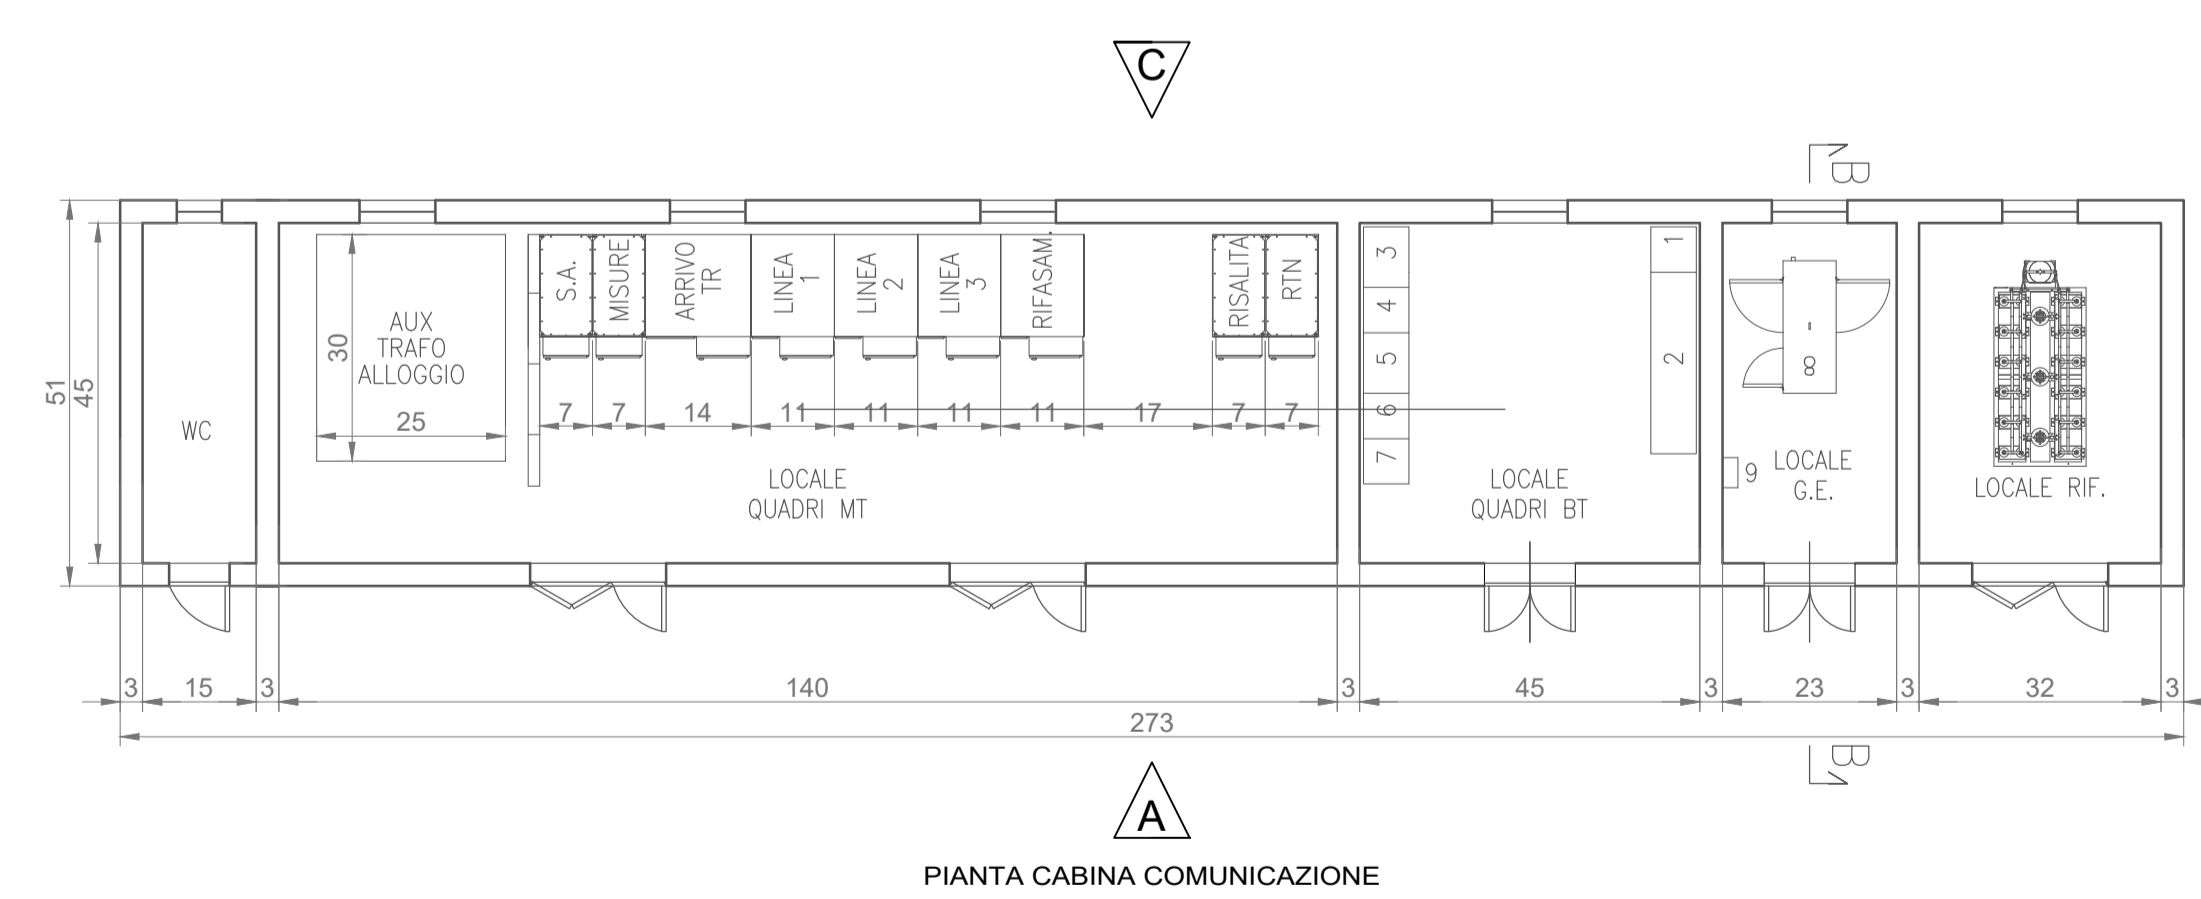 C
B
S.A.
MISURE
ARRIVO
TR
LINEA
1
LINEA
2
LINEA
3
RIFASAM.
RISALITA
RTN
3
4
5
6
7
1
2
8
9
AUX
TRAFO
ALLOGGIO
30
25
51
45
WC
7 7 14 11 11 11 11 17 7 7
LOCALE
QUADRI MT
LOCALE
QUADRI BT
LOCALE
G.E.
LOCALE RIF.
3 15 3 140 3 45 3 23 3 32 3
273
B
A
PIANTA CABINA COMUNICAZIONE